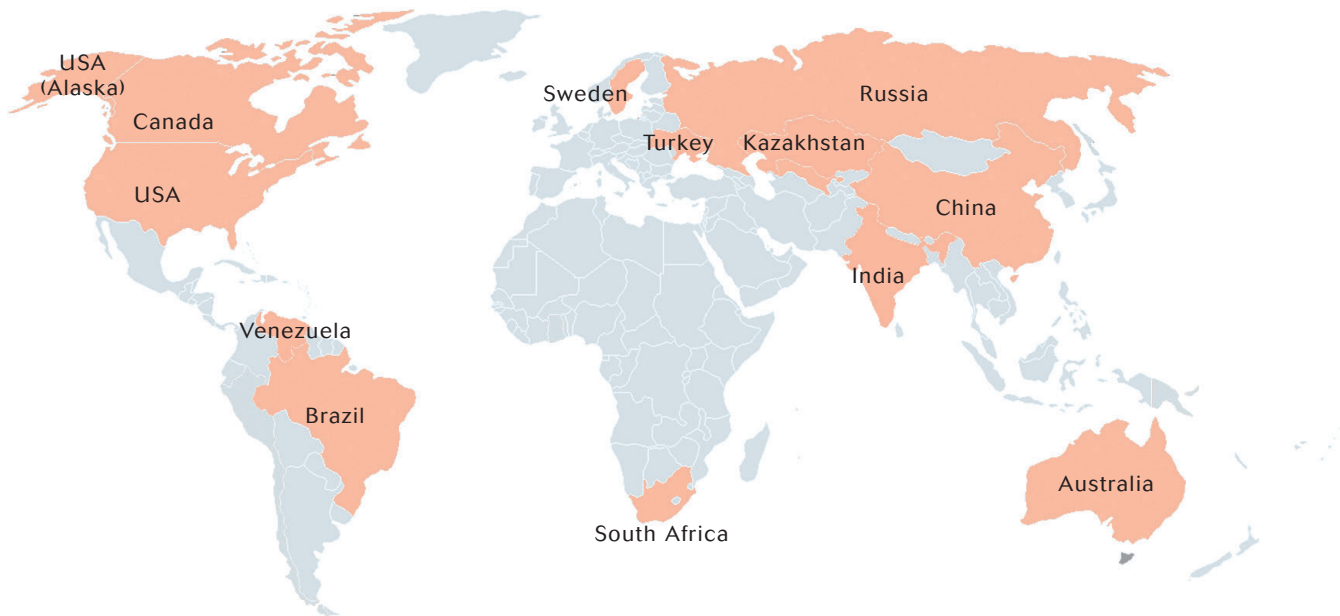 USA
(Alaska)
Canada
USA
Sweden
Russia
Turkey
Kazakhstan
China
India
Venezuela
Brazil
Australia
South Africa